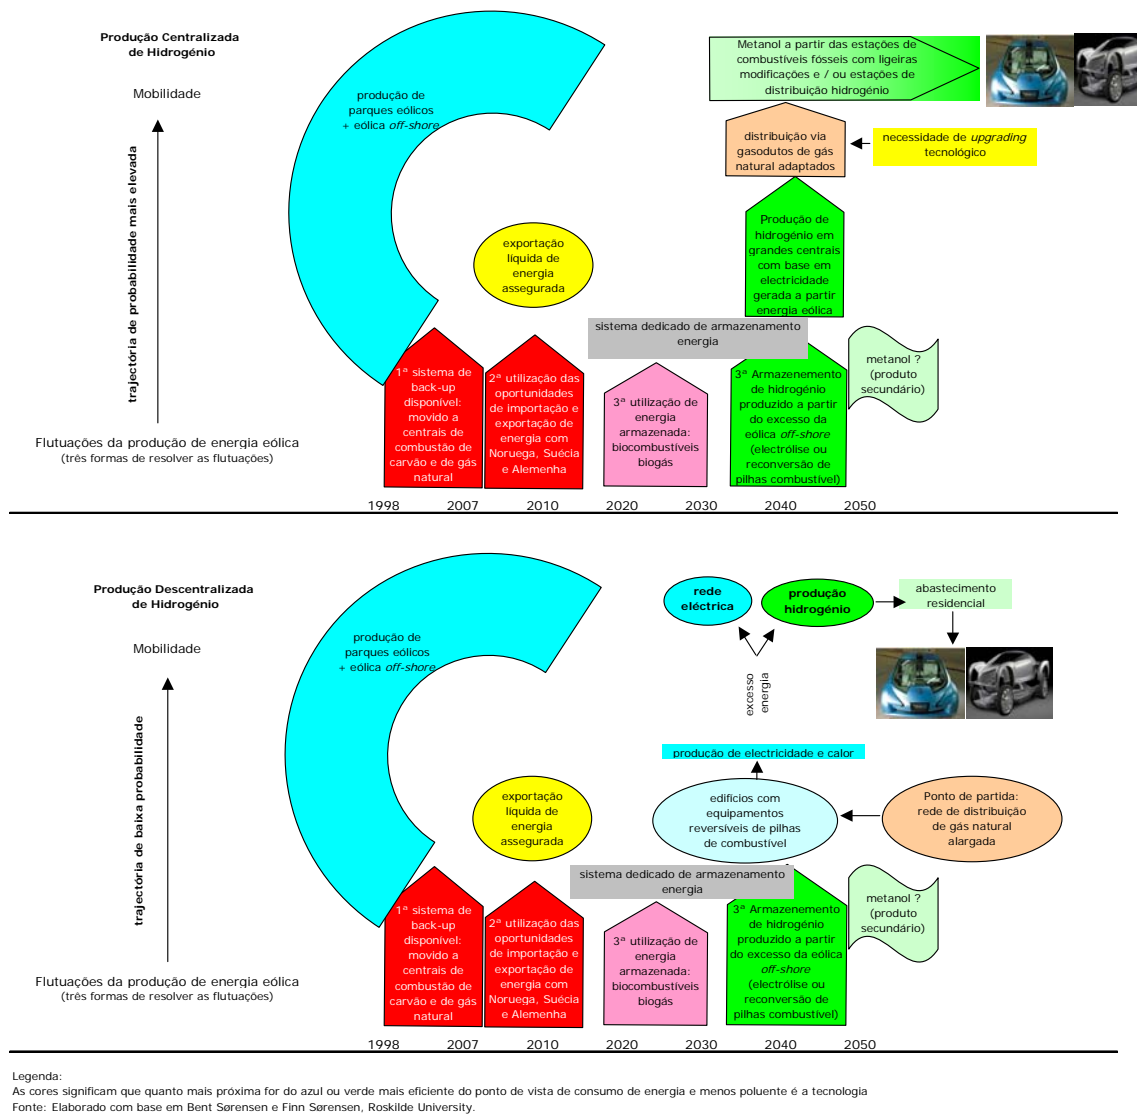 Produção Centralizada
de Hidrogénio
Mobilidade
trajectória de probabilidade mais elevada
Flutuações da produção de energia eólica
(três formas de resolver as flutuações)
produção de
parques eólicos
+ eólica off-shore
exportação
líquida de
energia
assegurada
Metanol a partir das estações de
combustíveis fósseis com ligeiras
modificações e / ou estações de
distribuição hidrogénio
distribuição via
gasodutos de gás
natural adaptados
necessidade de upgrading
tecnológico
Produção de
hidrogénio em
grandes centrais
com base em
electricidade
gerada a partir
energia eólica
sistema dedicado de armazenamento
energia
1ª sistema de
back-up
disponível:
movido a
centrais de
combustão de
carvão e de gás
natural
2ª utilização das
oportunidades
de importação e
exportação de
energia com
Noruega, Suécia
e Alemenha
3ª utilização de
energia
armazenada:
biocombustíveis
biogás
3ª Armazenemento
de hidrogénio
produzido a partir
do excesso da
eólica off-shore
(electrólise ou
reconversão de
pilhas combustível)
metanol ?
(produto
secundário)
1998 2007 2010 2020 2030 2040 2050
Produção Descentralizada
de Hidrogénio
Mobilidade
trajectória de baixa probabilidade
Flutuações da produção de energia eólica
(três formas de resolver as flutuações)
produção de
parques eólicos
+ eólica off-shore
exportação
líquida de
energia
assegurada
rede
eléctrica
produção
hidrogénio
abastecimento
residencial
excesso
energia
produção de electricidade e calor
edifícios com
equipamentos
reversíveis de pilhas
de combustível
Ponto de partida:
rede de distribuição
de gás natural
alargada
sistema dedicado de armazenamento
energia
1ª sistema de
back-up
disponível:
movido a
centrais de
combustão de
carvão e de gás
natural
2ª utilização das
oportunidades
de importação e
exportação de
energia com
Noruega, Suécia
e Alemenha
3ª utilização de
energia
armazenada:
biocombustíveis
biogás
3ª Armazenemento
de hidrogénio
produzido a partir
do excesso da eólica
off-shore
(electrólise ou
reconversão de
pilhas combustível)
metanol ?
(produto
secundário)
1998 2007 2010 2020 2030 2040 2050
Legenda:
As cores significam que quanto mais próxima for do azul ou verde mais eficiente do ponto de vista de consumo de energia e menos poluente é a tecnologia
Fonte: Elaborado com base em Bent Sørensen e Finn Sørensen, Roskilde University.